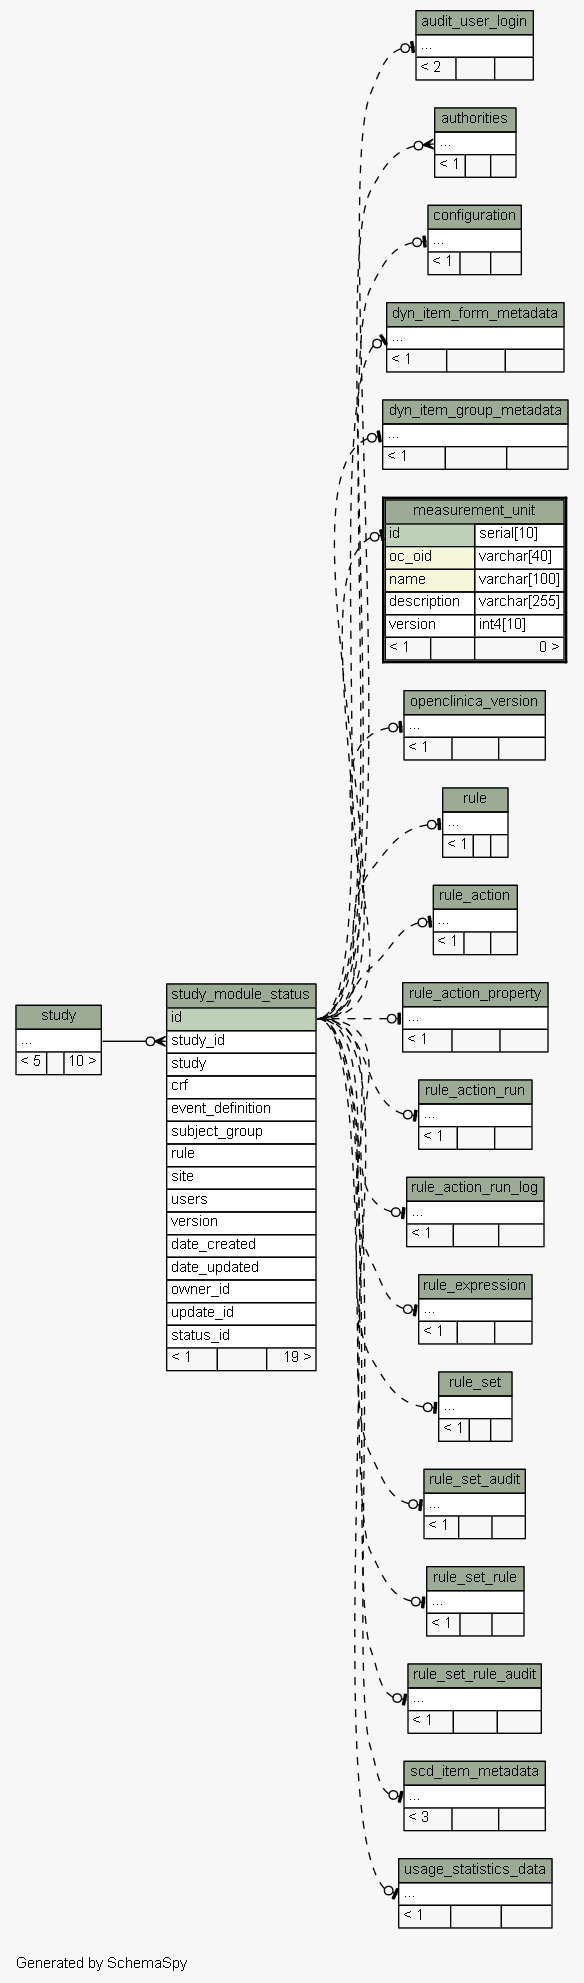 audit_user_login
...
< 2
authorities
...
< 1
configuration
...
< 1
dyn_item_form_metadata
...
< 1
dyn_item_group_metadata
...
< 1
measurement_unit
id serial[10]
oc_oid varchar[40]
name varchar[100]
description varchar[255]
version int4[10]
< 1 0 >
openclinica_version
...
< 1
rule
...
< 1
rule_action
...
< 1
study
...
< 5 10 >
study_module_status
id
study_id
study
crf
event_definition
subject_group
rule
site
users
version
date_created
date_updated
owner_id
update_id
status_id
< 1 19 >
rule_action_property
...
< 1
rule_action_run
...
< 1
rule_action_run_log
...
< 1
rule_expression
...
< 1
rule_set
...
< 1
rule_set_audit
...
< 1
rule_set_rule
...
< 1
rule_set_rule_audit
...
< 1
scd_item_metadata
...
< 3
usage_statistics_data
...
< 1
Generated by SchemaSpy